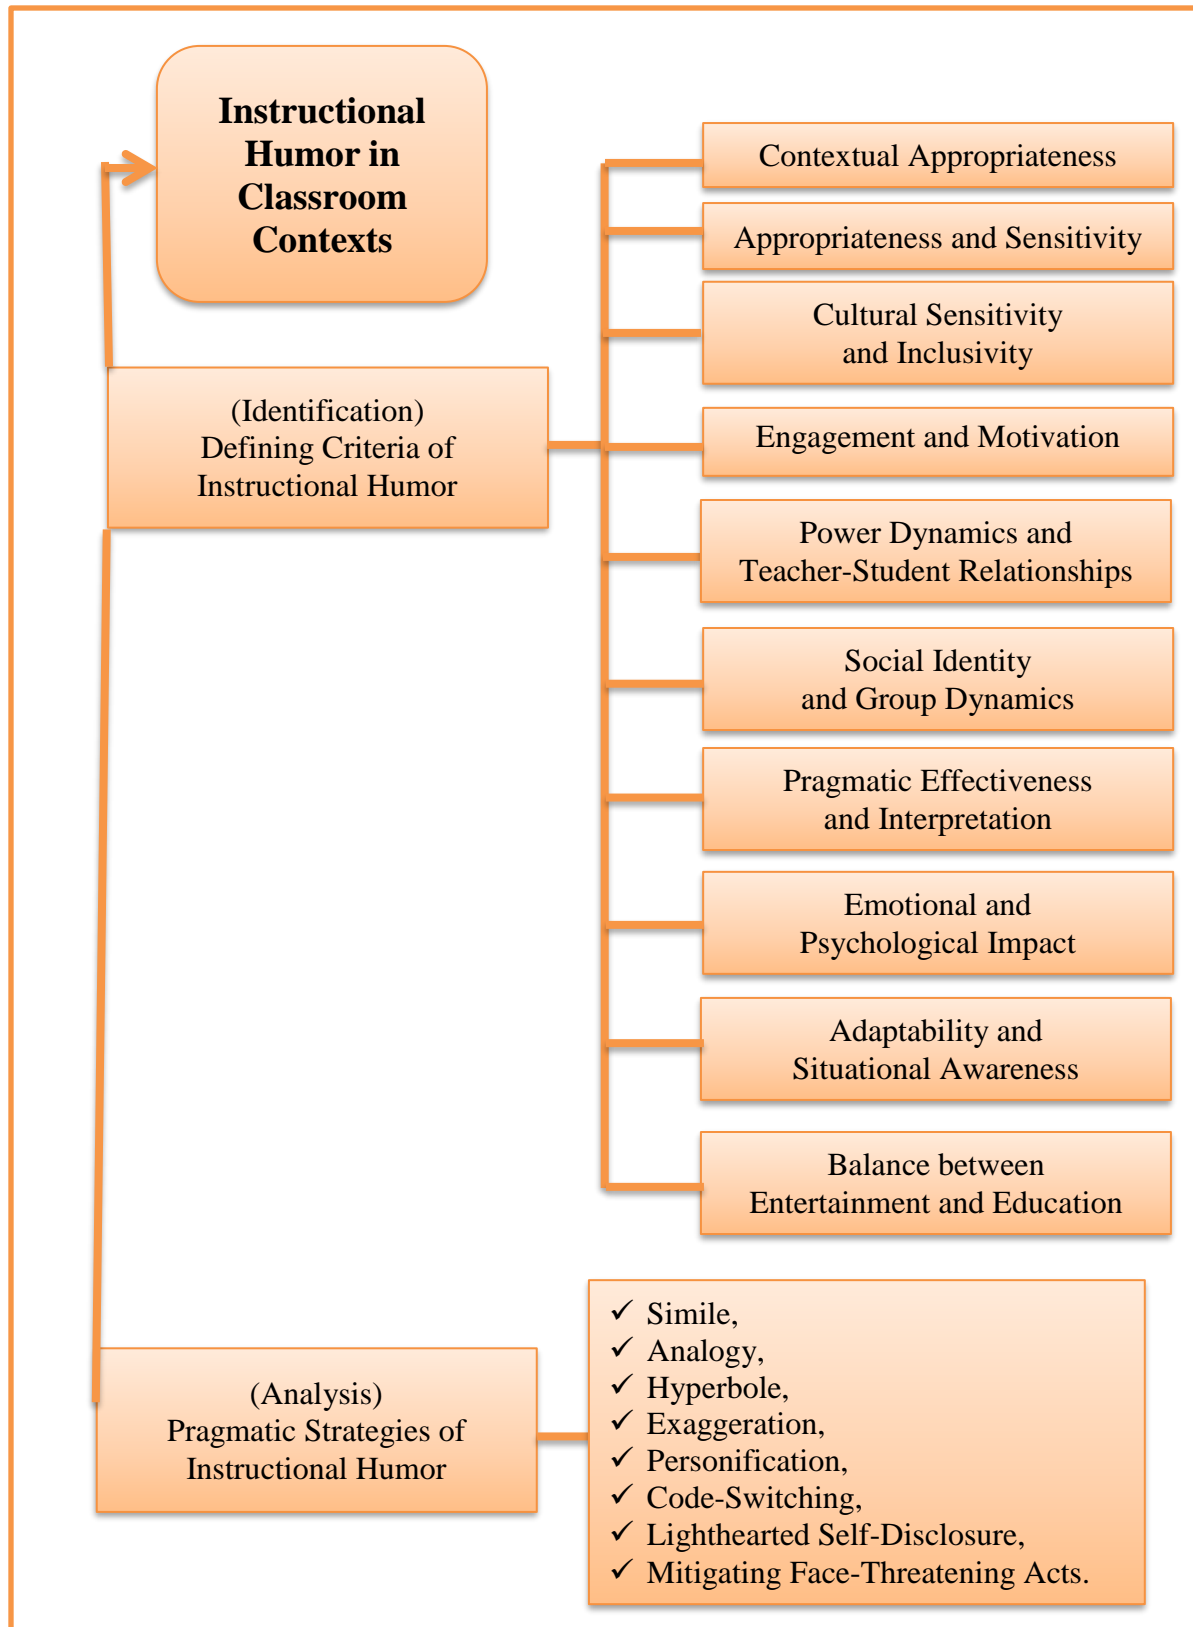 Instructional
Humor in
Classroom
Contexts
(Identification)
Defining Criteria of
Instructional Humor
Contextual Appropriateness
Appropriateness and Sensitivity
Cultural Sensitivity
and Inclusivity
Engagement and Motivation
Power Dynamics and
Teacher-Student Relationships
Social Identity
and Group Dynamics
Pragmatic Effectiveness
and Interpretation
Emotional and
Psychological Impact
Adaptability and
Situational Awareness
Balance between
Entertainment and Education
(Analysis)
Pragmatic Strategies of
Instructional Humor
✓ Simile,
✓ Analogy,
✓ Hyperbole,
✓ Exaggeration,
✓ Personification,
✓ Code-Switching,
✓ Lighthearted Self-Disclosure,
✓ Mitigating Face-Threatening Acts.